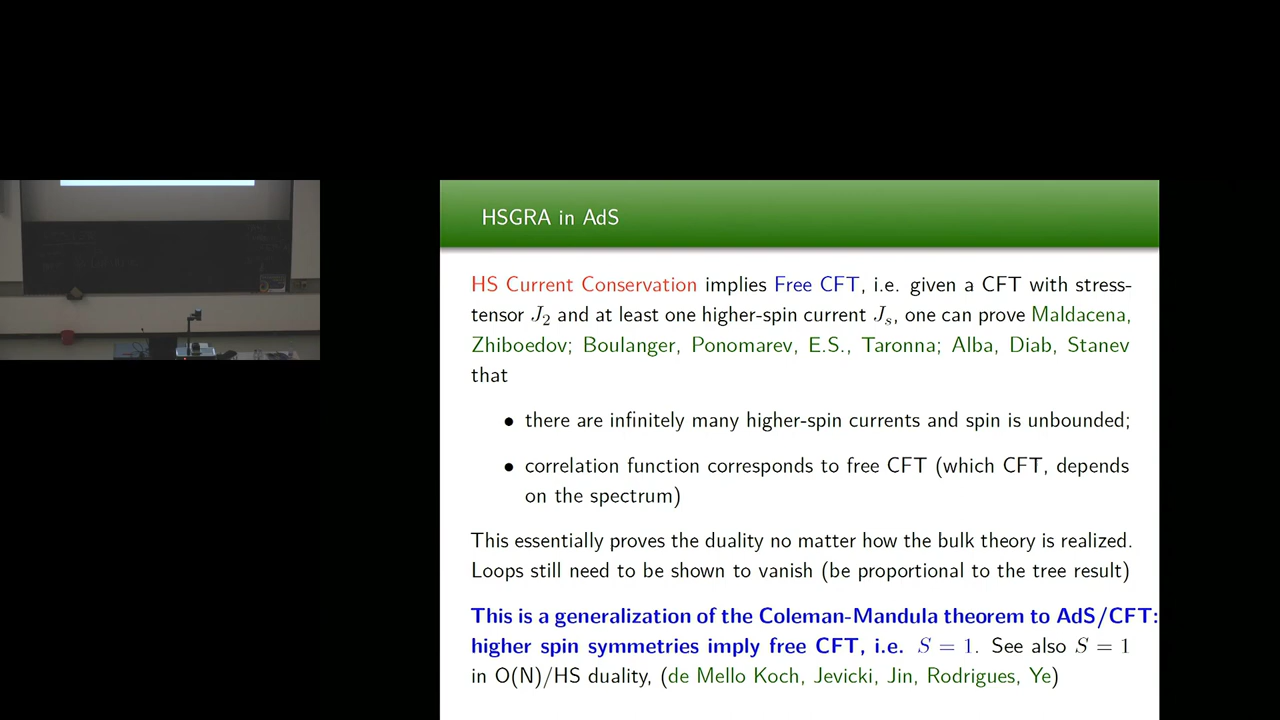 HSGRA in AdS
HS Current Conservation implies Free CFT, i.e. given a CFT with stress-
tensor J₂ and at least one higher-spin current Jₛ, one can prove Maldacena,
Zhiboedov; Boulanger, Ponomarev, E.S., Taronna; Alba, Diab, Stanev
that
• there are infinitely many higher-spin currents and spin is unbounded;
• correlation function corresponds to free CFT (which CFT, depends
on the spectrum)
This essentially proves the duality no matter how the bulk theory is realized.
Loops still need to be shown to vanish (be proportional to the tree result)
This is a generalization of the Coleman-Mandula theorem to AdS/CFT:
higher spin symmetries imply free CFT, i.e. S = 1. See also S = 1
in O(N)/HS duality, (de Mello Koch, Jevicki, Jin, Rodrigues, Ye)